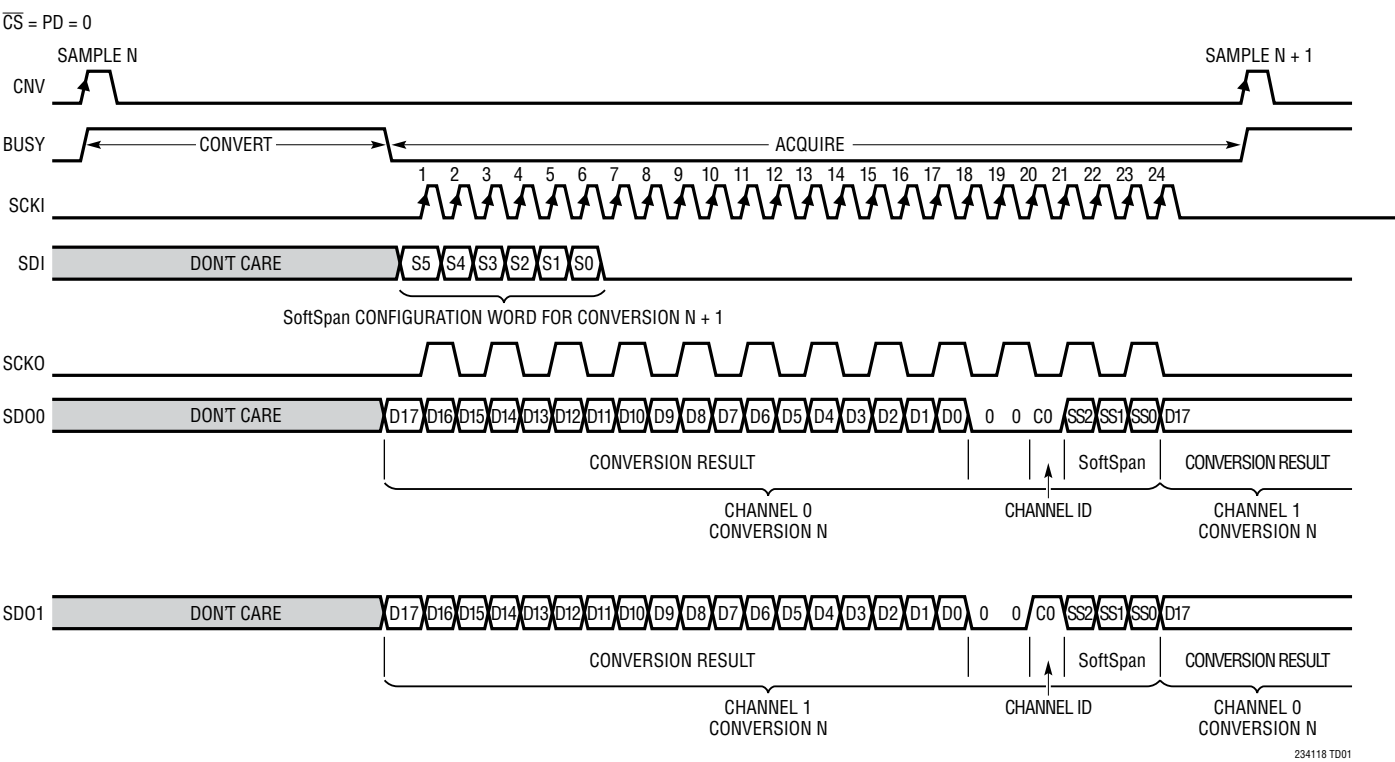 CS = PD = 0
SAMPLE N SAMPLE N + 1
CNV
BUSY CONVERT ACQUIRE
1 2 3 4 5 6 7 8 9 10 11 12 13 14 15 16 17 18 19 20 21 22 23 24
SCKI
SDI DON'T CARE S5 S4 S3 S2 S1 S0
SoftSpan CONFIGURATION WORD FOR CONVERSION N + 1
SCKO
SDO0 DON'T CARE D17 D16 D15 D14 D13 D12 D11 D10 D9 D8 D7 D6 D5 D4 D3 D2 D1 D0 0 0 C0 SS2 SS1 SS0 D17
CONVERSION RESULT SoftSpan CONVERSION RESULT
CHANNEL 0 CHANNEL ID CHANNEL 1
CONVERSION N CONVERSION N
SDO1 DON'T CARE D17 D16 D15 D14 D13 D12 D11 D10 D9 D8 D7 D6 D5 D4 D3 D2 D1 D0 0 0 C0 SS2 SS1 SS0 D17
CONVERSION RESULT SoftSpan CONVERSION RESULT
CHANNEL 1 CHANNEL ID CHANNEL 0
CONVERSION N CONVERSION N
234118 TD01